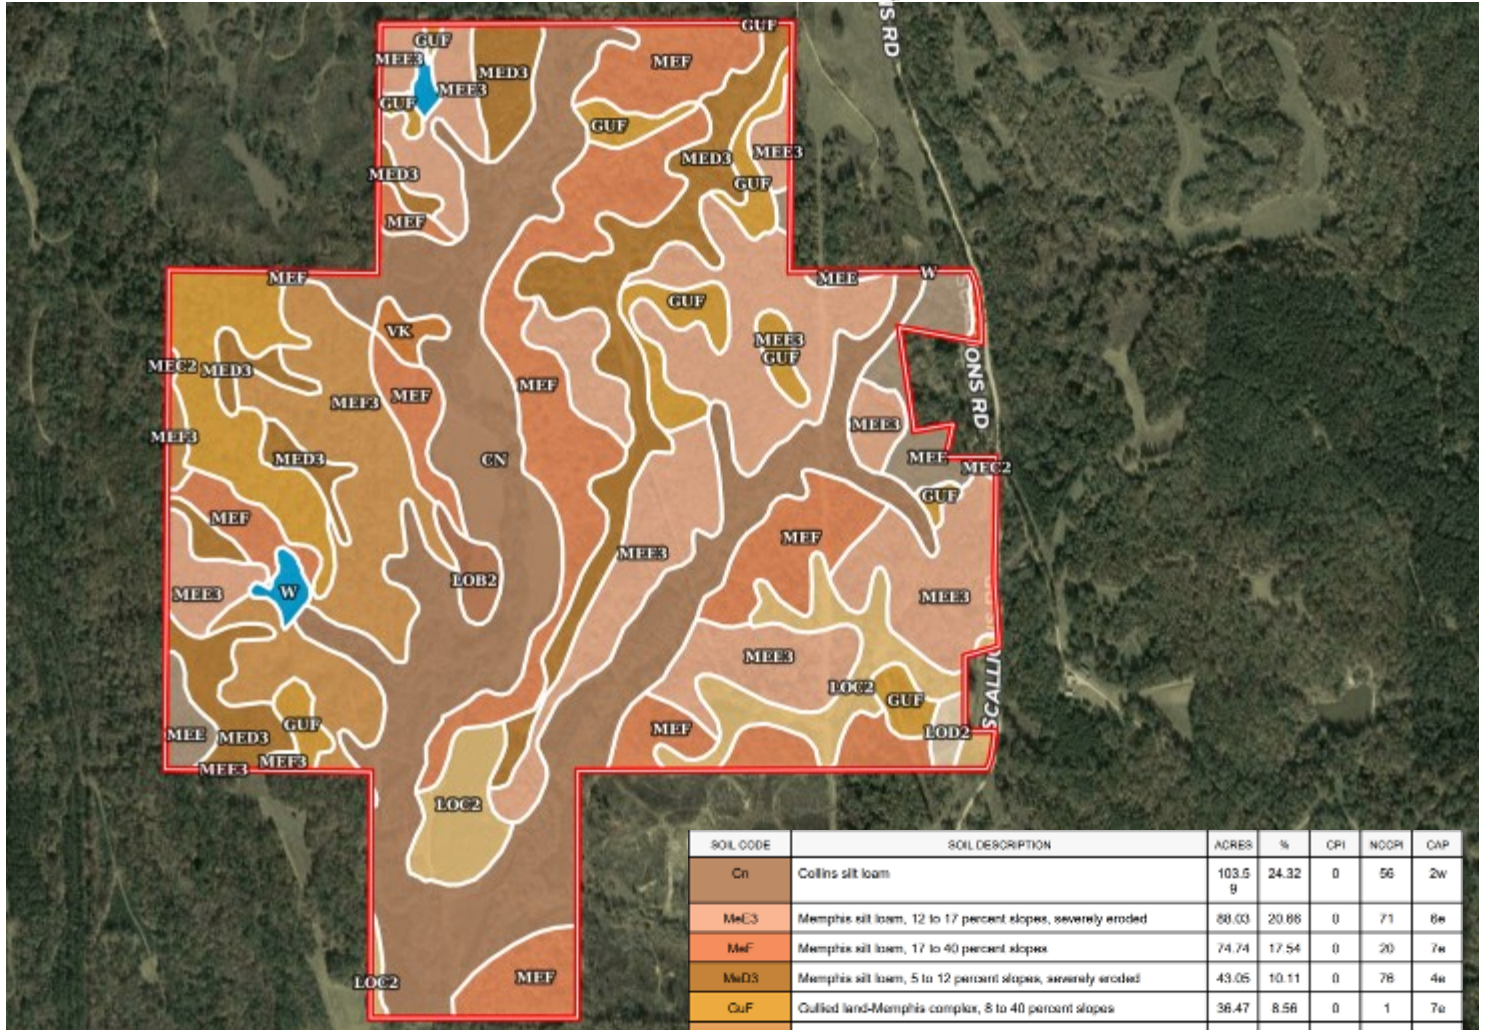 NS RD
GUF
GUF
MEE3
MEF
MED3
MEE3
GUF
GUF
MED3
MEE3
MED3
GUF
MEF
MEF
MEE
W
GUF
VK
MEE3
GUF
MEC2
MED3
MEF
MEF3
MEF
ONS RD
MEF3
MEE3
MED3
CN
MEE
MEC2
GUF
MEF
MEF
MEE3
LOB2
W
MEE3
MEE3
MEE3
LOC2
GUF
SCALLIO
MEE
MED3
GUF
MEF
LOD2
MEE3
MEF3
LOC2
LOC2
MEF
SOIL CODE SOIL DESCRIPTION ACRES % CPI NCCPI CAP
Cn Collins silt loam 103.5 24.32 0 56 2w
9
MeE3 Memphis silt loam, 12 to 17 percent slopes, severely eroded 88.03 20.66 0 71 6e
MeF Memphis silt loam, 17 to 40 percent slopes 74.74 17.54 0 20 7e
MeD3 Memphis silt loam, 5 to 12 percent slopes, severely eroded 43.05 10.11 0 76 4e
GuF Gullied land-Memphis complex, 8 to 40 percent slopes 36.47 8.56 0 1 7e